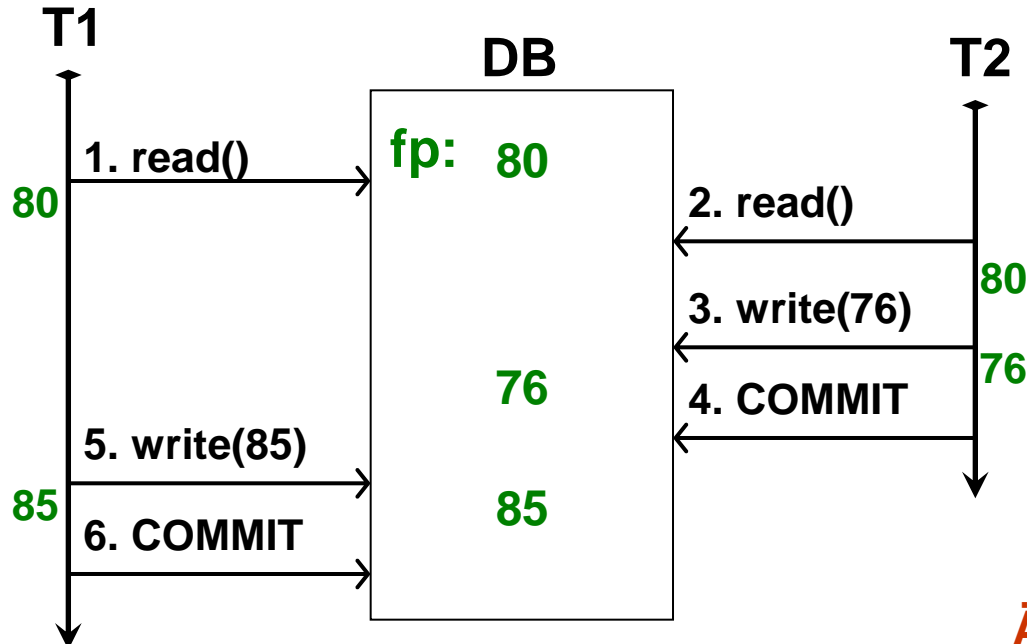 T1
DB
T2
1. read()
fp: 80
80
2. read()
80
3. write(76)
76
76
4. COMMIT
5. write(85)
85
85
6. COMMIT